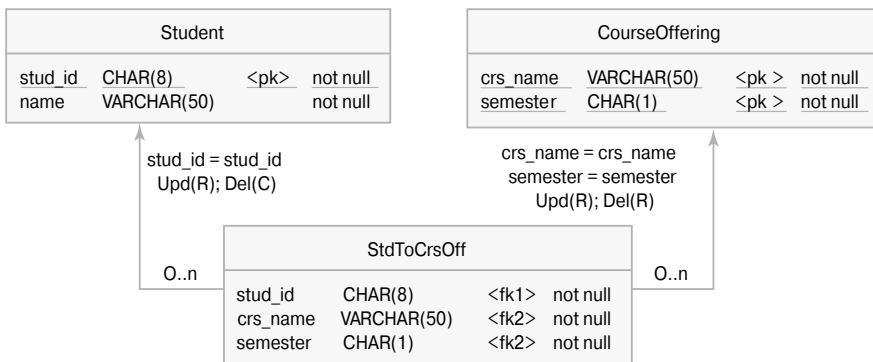 Student
stud_id CHAR(8) <pk> not null
name VARCHAR(50) not null
CourseOffering
crs_name VARCHAR(50) <pk > not null
semester CHAR(1) <pk > not null
stud_id = stud_id
Upd(R); Del(C)
crs_name = crs_name
semester = semester
Upd(R); Del(R)
O..n
StdToCrsOff
stud_id CHAR(8) <fk1> not null
crs_name VARCHAR(50) <fk2> not null
semester CHAR(1) <fk2> not null
O..n